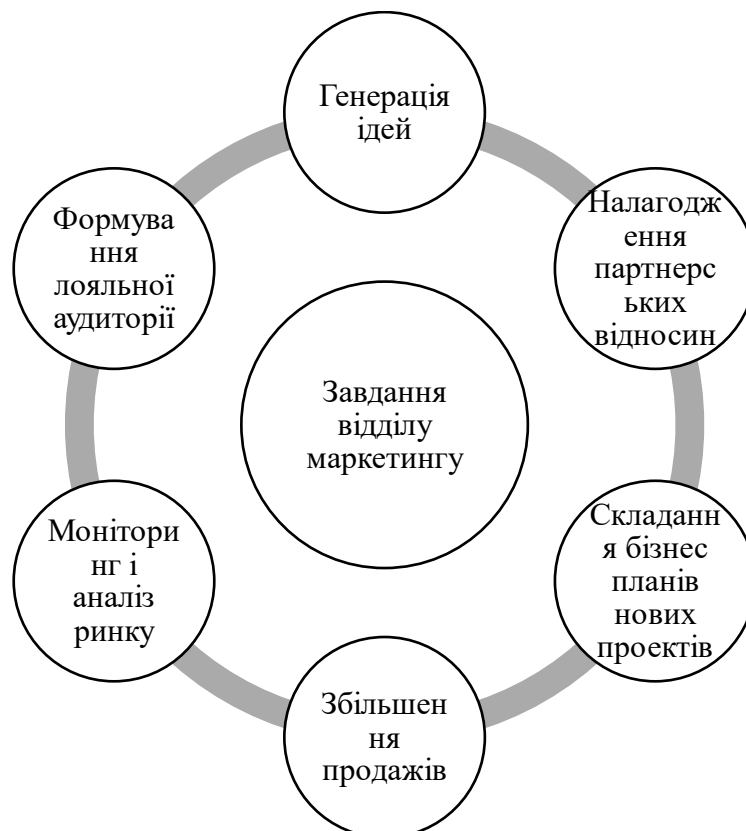 Генерація
ідей
Налагодж
ення
партнерс
ьких
відносин
Складанн
я бізнес
планів
нових
проектів
Збільшен
ня
продажів
Монітори
нг і
аналіз
ринку
Формува
ння
лояльної
аудиторії
Завдання
відділу
маркетингу